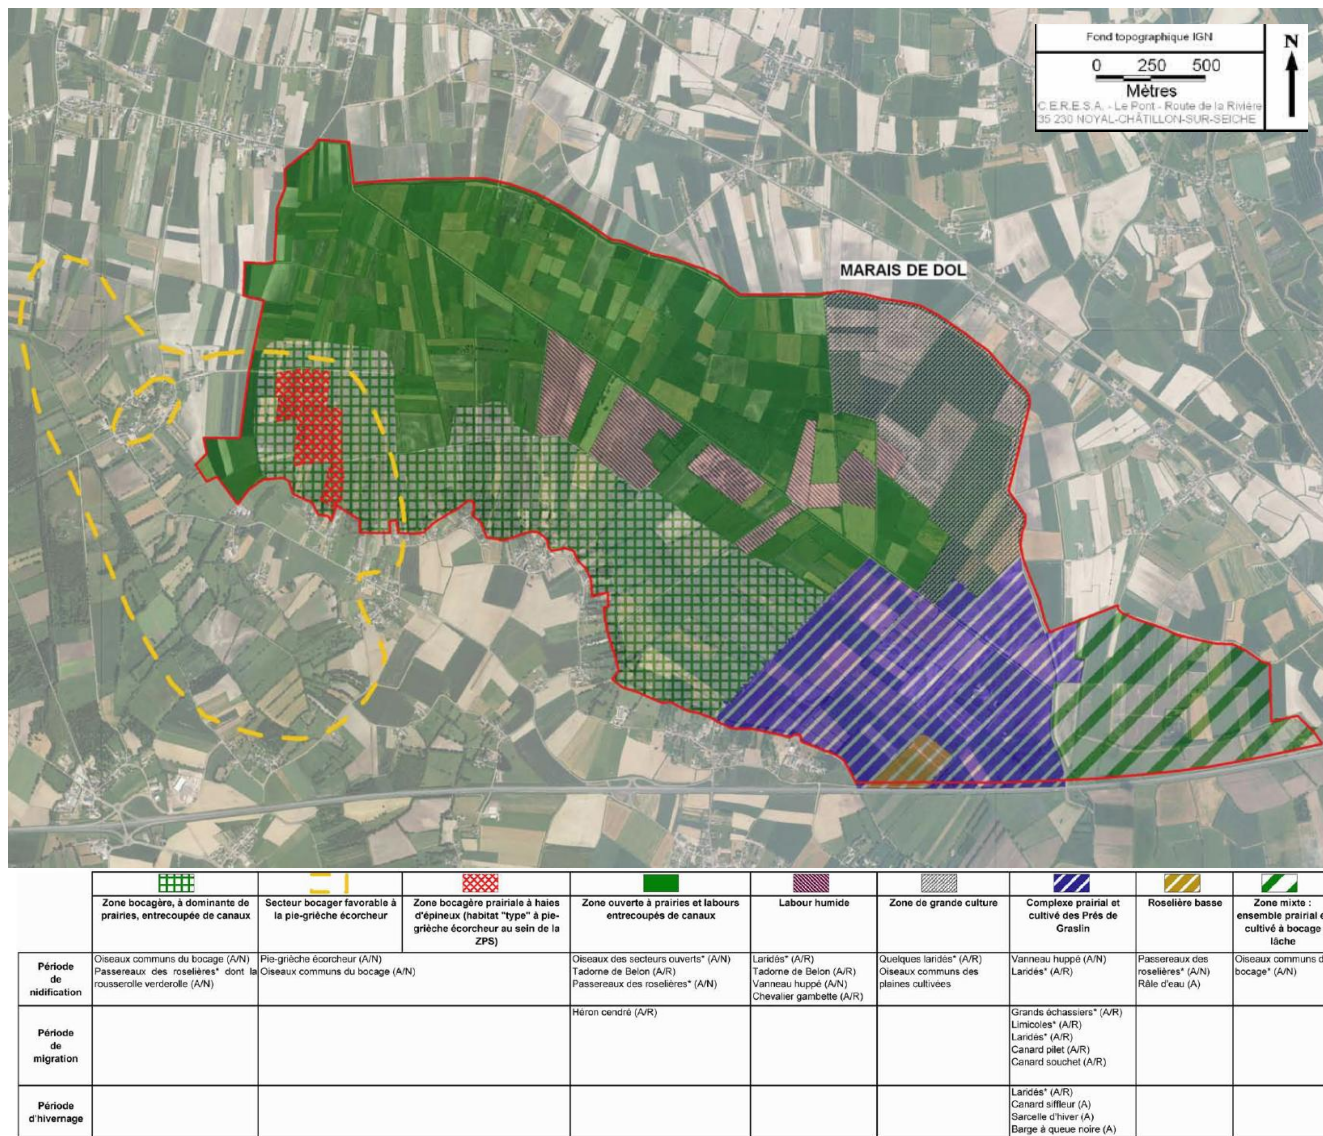 Fond topographique IGN
N
0 250 500
Mètres
C.E.R.E.S.A. - Le Pont - Route de la Rivière
35 230 NOYAL-CHÂTILLON-SUR-SEICHE
MARAIS DE DOL
Zone bocagère, à dominante de
prairies, entrecoupée de canaux
Secteur bocager favorable à
la pie-grièche écorcheur
Zone bocagère prairiale à haies
d'épineux (habitat "type" à pie-
grièche écorcheur au sein de la
ZPS)
Zone ouverte à prairies et labours
entrecoupés de canaux
Labour humide
Zone de grande culture
Complexe prairial et
cultivé des Prés de
Graslin
Roselière basse
Zone mixte :
ensemble prairial e
cultivé à bocage
lâche
Période
de
nidification
Oiseaux communs du bocage (A/N)
Passereaux des roselières* dont la
rousserolle verderolle (A/N)
Pie-grièche écorcheur (A/N)
Oiseaux communs du bocage (A/N)
Oiseaux des secteurs ouverts* (A/N)
Tadorne de Belon (A/R)
Passereaux des roselières* (A/N)
Laridés* (A/R)
Tadorne de Belon (A/R)
Vanneau huppé (A/N)
Chevalier gambette (A/R)
Quelques laridés* (A/R)
Oiseaux communs des
plaines cultivées
Vanneau huppé (A/N)
Laridés* (A/R)
Passereaux des
roselières* (A/N)
Râle d'eau (A)
Oiseaux communs d
bocage* (A/N)
Période
de
migration
Héron cendré (A/R)
Grands échassiers* (A/R)
Limicoles* (A/R)
Laridés* (A/R)
Canard pilet (A/R)
Canard souchet (A/R)
Période
d'hivernage
Laridés* (A/R)
Canard siffleur (A)
Sarcelle d'hiver (A)
Barge à queue noire (A)